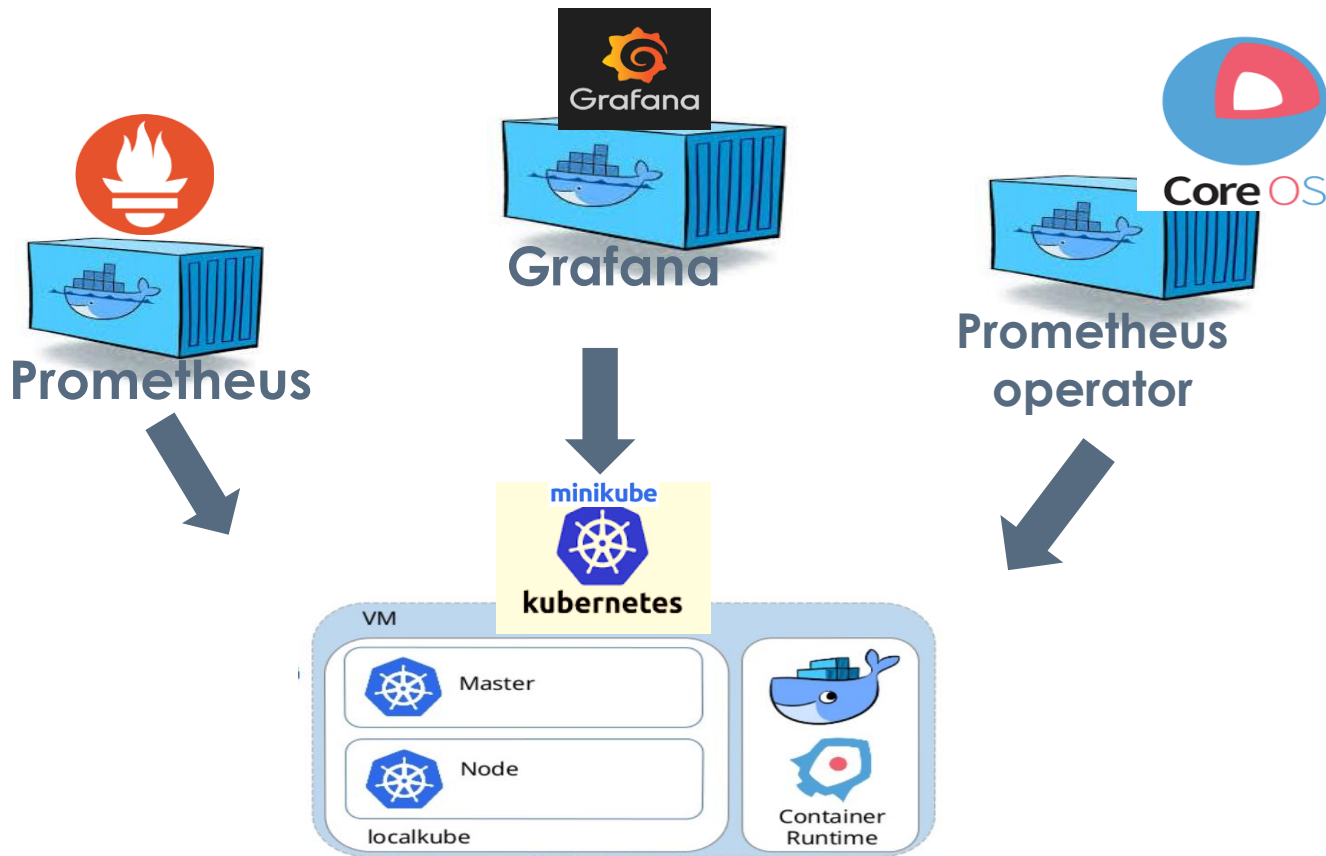 Grafana
Core OS
Grafana
Prometheus
Prometheus
operator
minikube
kubernetes
VM
Master
Node
localkube
Container
Runtime